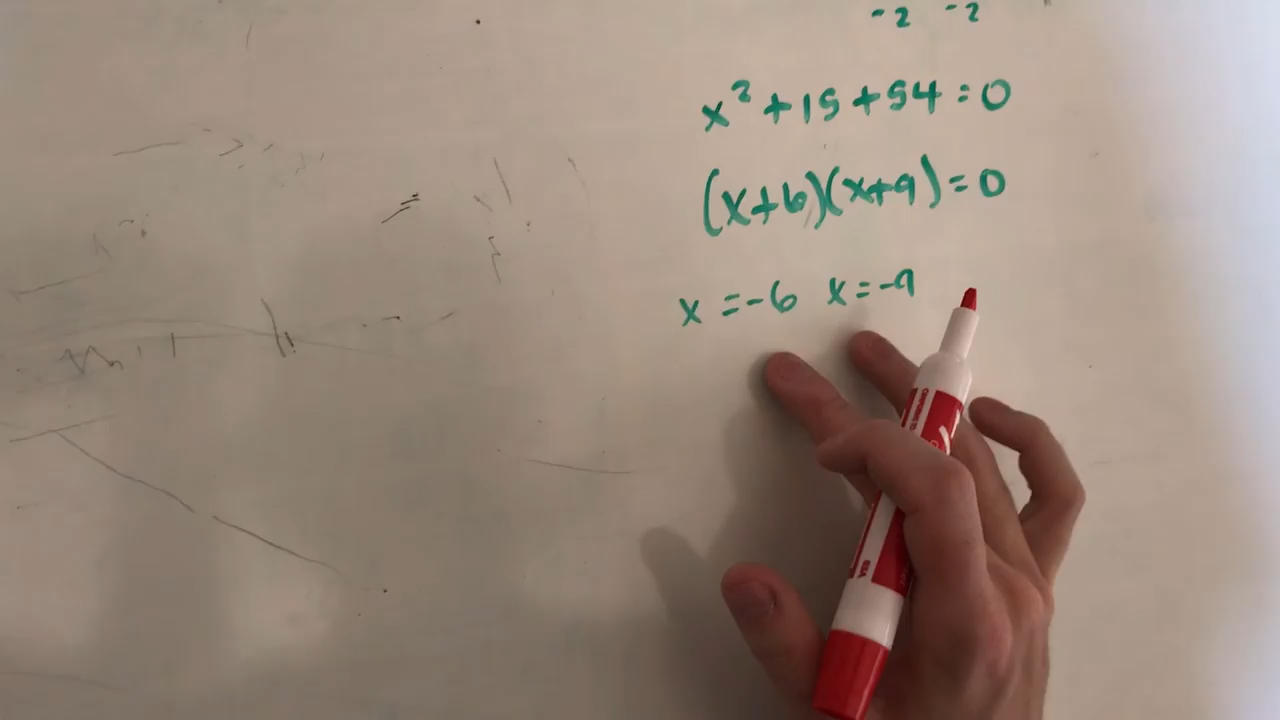 -2 -2
x² +15 +54 = 0
(x+6)(x+9) = 0
x = -6 x = -9